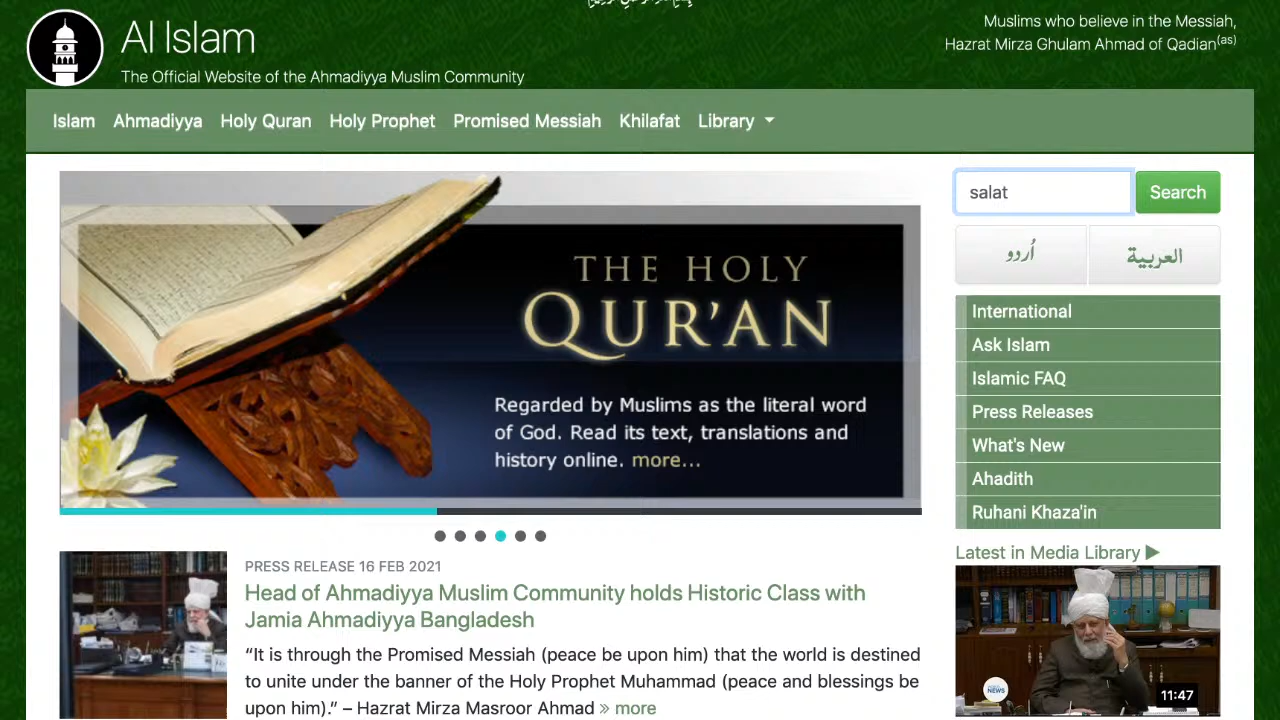 Al Islam
The Official Website of the Ahmadiyya Muslim Community
Muslims who believe in the Messiah,
Hazrat Mirza Ghulam Ahmad of Qadian(as)
Islam Ahmadiyya Holy Quran Holy Prophet Promised Messiah Khilafat Library
THE HOLY
QUR'AN
Regarded by Muslims as the literal word
of God. Read its text, translations and
history online. more...
salat
Search
اُردو
العربية
International
Ask Islam
Islamic FAQ
Press Releases
What's New
Ahadith
Ruhani Khaza'in
PRESS RELEASE 16 FEB 2021
Head of Ahmadiyya Muslim Community holds Historic Class with
Jamia Ahmadiyya Bangladesh
“It is through the Promised Messiah (peace be upon him) that the world is destined
to unite under the banner of the Holy Prophet Muhammad (peace and blessings be
upon him).” – Hazrat Mirza Masroor Ahmad » more
Latest in Media Library
NEWS
11:47